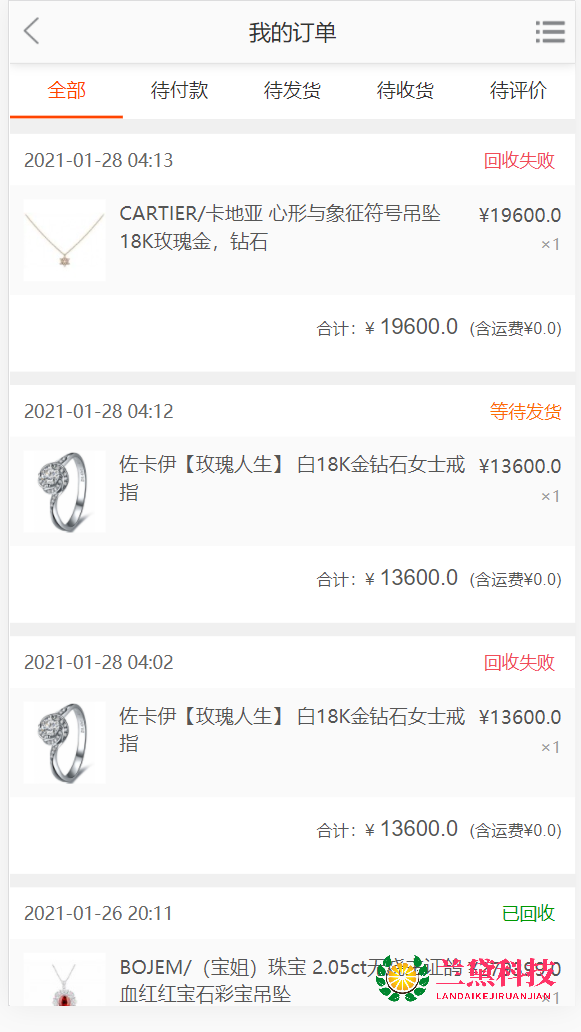 我的订单
全部 待付款 待发货 待收货 待评价
2021-01-28 04:13 回收失败
CARTIER/卡地亚 心形与象征符号吊坠 ¥19600.0
18K玫瑰金，钻石 ×1
合计：¥ 19600.0 (含运费¥0.0)
2021-01-28 04:12 等待发货
佐卡伊【玫瑰人生】 白18K金钻石女士戒 ¥13600.0
指 ×1
合计：¥ 13600.0 (含运费¥0.0)
2021-01-28 04:02 回收失败
佐卡伊【玫瑰人生】 白18K金钻石女士戒 ¥13600.0
指 ×1
合计：¥ 13600.0 (含运费¥0.0)
2021-01-26 20:11 已回收
BOJEM/（宝姐）珠宝 2.05ct无烧
血红红宝石彩宝吊坠 ×1
兰黛科技
LANDAIKEJIRUANJIAN